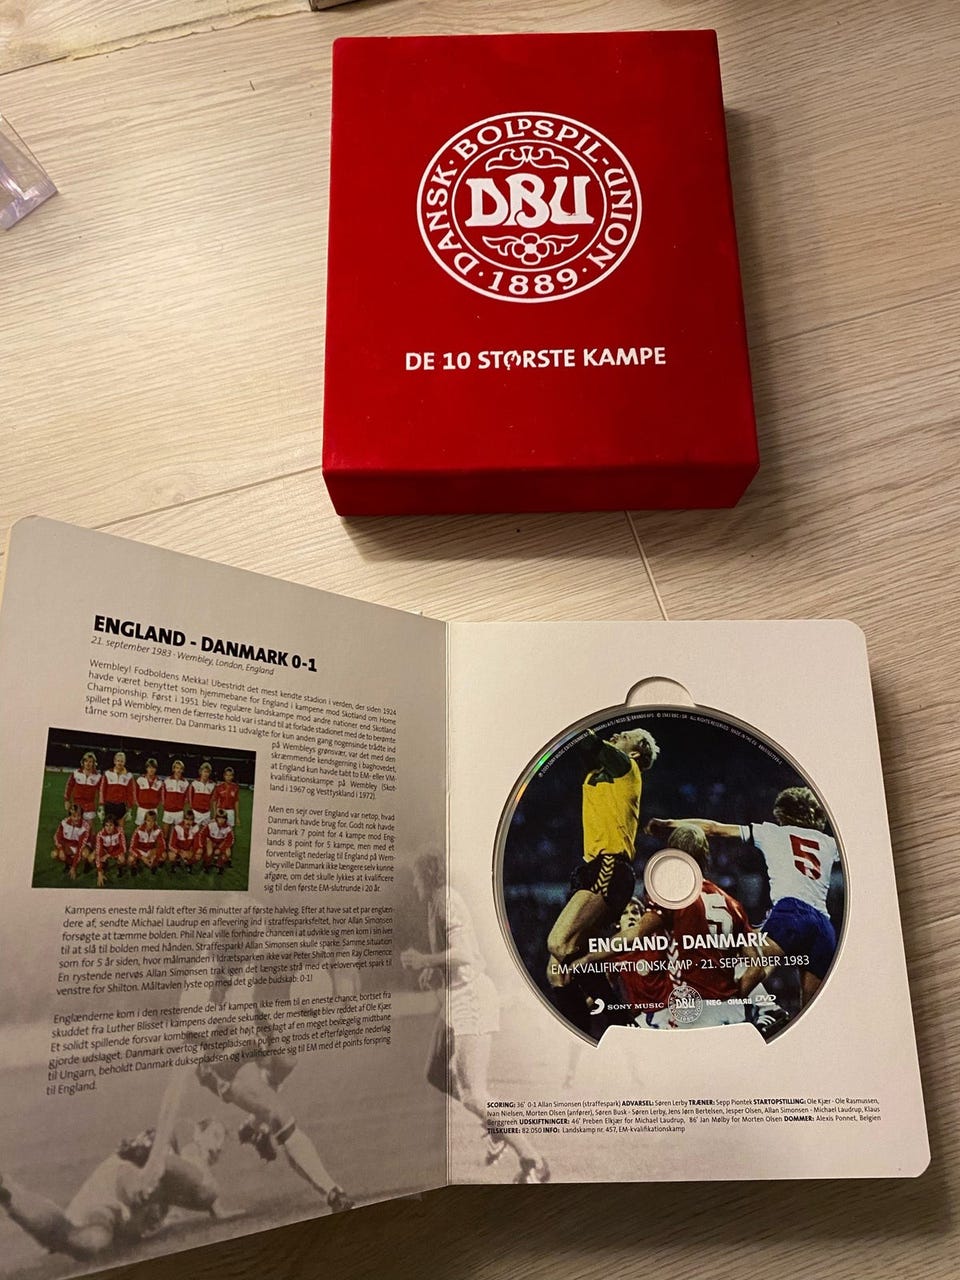 DANSK · BOLDSPIL-UNION · 1889 ·
DBU
DE 10 STØRSTE KAMPE
ENGLAND - DANMARK 0-1
21. september 1983 · Wembley, London, England
Wembley! Fodboldens Mekka! Ubestridt det mest kendte stadion i verden, der siden 1924
havde været benyttet som hjemmebane for England i kampene mod Skotland om Home
Championship. Først i 1951 blev regulære landskampe mod andre nationer end Skotland
spillet på Wembley, men de færreste hold var i stand til at forlade stadionet med de to berømte
tårne som sejrsherrer. Da Danmarks 11 udvalgte for kun anden gang nogensinde trådte ind
på Wembleys grønsvær, var det med den
skræmmende kendsgerning i baghovedet,
at England kun havde tabt to EM- eller VM-
kvalifikationskampe på Wembley (Skot-
land i 1967 og Vesttyskland i 1972).
Men en sejr over England var netop, hvad
Danmark havde brug for. Godt nok havde
Danmark 7 point for 4 kampe mod Eng-
lands 8 point for 5 kampe, men med et
forventeligt nederlag til England på Wem-
bley ville Danmark ikke længere selv kunne
afgøre, om det skulle lykkes at kvalificere
sig til den første EM-slutrunde i 20 år.
Kampens eneste mål faldt efter 36 minutter af første halvleg. Efter at have sat et par englæn-
dere af, sendte Michael Laudrup en aflevering ind i straffesparksfeltet, hvor Allan Simonsen
forsøgte at tæmme bolden. Phil Neal ville forhindre chancen i at udvikle sig men kom i sin iver
til at slå til bolden med hånden. Straffespark! Allan Simonsen skulle sparke. Samme situation
som for 5 år siden, hvor målmanden i Idrætsparken ikke var Peter Shilton men Ray Clemence
En rystende nervøs Allan Simonsen trak igen det længste strå med et velovervejet spark til
venstre for Shilton. Måltavlen lyste op med det glade budskab: 0-1!
Englænderne kom i den resterende del af kampen ikke frem til en eneste chance, bortset fra
skuddet fra Luther Blisset i kampens døende sekunder, der mesterligt blev reddet af Ole Kjær
Et solidt spillende forsvar kombineret med et højt pres lagt af en meget bevægelig midtbane
gjorde udslaget. Danmark overtog førstepladsen i puljen og trods et efterfølgende nederlag
til Ungarn, beholdt Danmark duksepladsen og kvalificerede sig til EM med ét points forspring
til England.
5
5
ENGLAND - DANMARK
EM-KVALIFIKATIONSKAMP · 21. SEPTEMBER 1983
SONY MUSIC DBU DVD
SCORING: 36' 0-1 Allan Simonsen (straffespark) ADVARSEL: Søren Lerby TRÆNER: Sepp Piontek STARTOPSTILLING: Ole Kjær - Ole Rasmussen,
Ivan Nielsen, Morten Olsen (anfører), Søren Busk - Søren Lerby, Jens Jørn Bertelsen, Jesper Olsen, Allan Simonsen - Michael Laudrup, Klaus
Berggreen UDSKIFTNINGER: 46' Preben Elkjær for Michael Laudrup, 86' Jan Mølby for Morten Olsen DOMMER: Alexis Ponnet, Belgien
TILSKUERE: 82.050 INFO: Landskamp nr. 457, EM-kvalifikationskamp